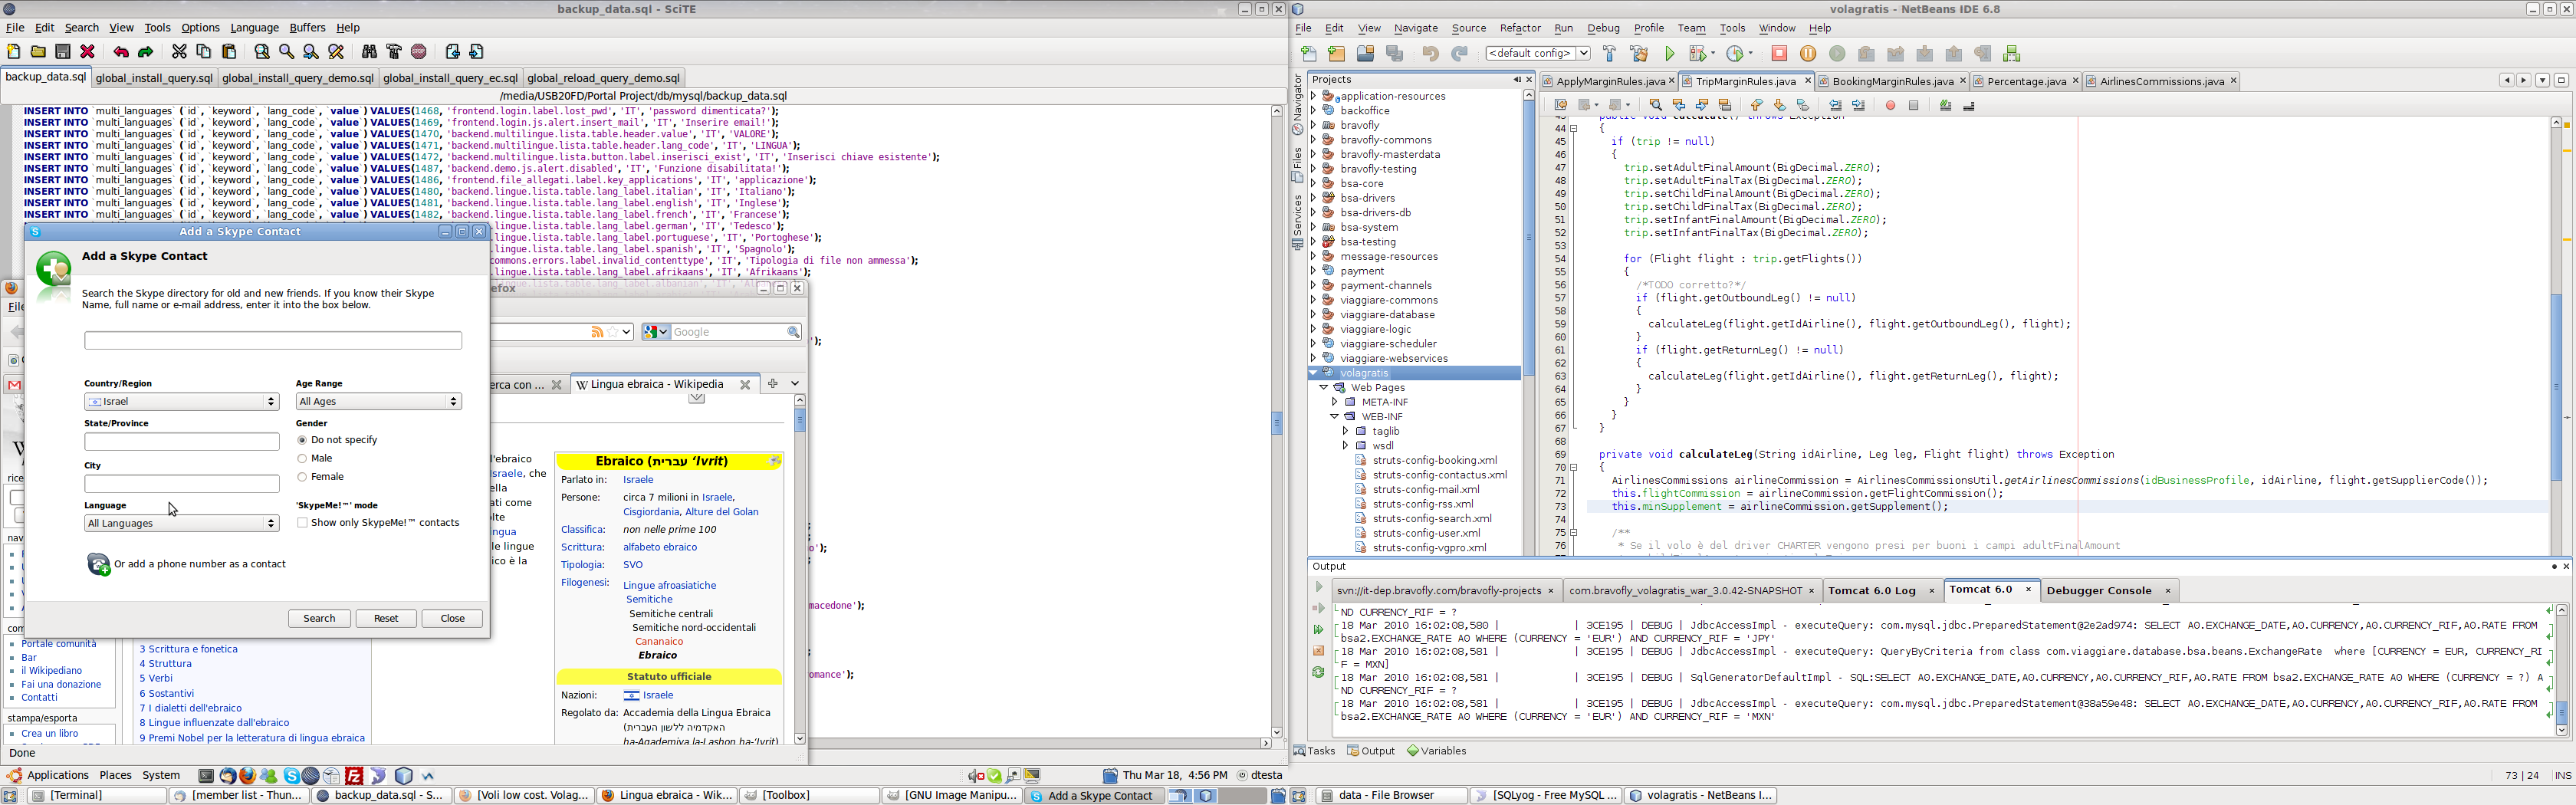 backup_data.sql - SciTE
File Edit Search View Tools Options Language Buffers Help
backup_data.sql global_install_query.sql global_install_query_demo.sql global_install_query_ec.sql global_reload_query_demo.sql
/media/USB20FD/Portal Project/db/mysql/backup_data.sql
INSERT INTO `multi_languages` (`id`, `keyword`, `lang_code`, `value`) VALUES(1468, 'frontend.login.label.lost_pwd', 'IT', 'password dimenticata?');
INSERT INTO `multi_languages` (`id`, `keyword`, `lang_code`, `value`) VALUES(1469, 'frontend.login.js.alert.insert_mail', 'IT', 'Inserire email!');
INSERT INTO `multi_languages` (`id`, `keyword`, `lang_code`, `value`) VALUES(1470, 'backend.multilingue.lista.table.header.value', 'IT', 'VALORE');
INSERT INTO `multi_languages` (`id`, `keyword`, `lang_code`, `value`) VALUES(1471, 'backend.multilingue.lista.table.header.lang_code', 'IT', 'LINGUA');
INSERT INTO `multi_languages` (`id`, `keyword`, `lang_code`, `value`) VALUES(1472, 'backend.multilingue.lista.button.label.inserisci_exist', 'IT', 'Inserisci chiave esistente');
INSERT INTO `multi_languages` (`id`, `keyword`, `lang_code`, `value`) VALUES(1487, 'backend.demo.js.alert.disabled', 'IT', 'Funzione disabilitata!');
INSERT INTO `multi_languages` (`id`, `keyword`, `lang_code`, `value`) VALUES(1486, 'frontend.file_allegati.label.key_applications', 'IT', 'applicazione');
INSERT INTO `multi_languages` (`id`, `keyword`, `lang_code`, `value`) VALUES(1480, 'backend.lingue.lista.table.lang_label.italian', 'IT', 'Italiano');
INSERT INTO `multi_languages` (`id`, `keyword`, `lang_code`, `value`) VALUES(1481, 'backend.lingue.lista.table.lang_label.english', 'IT', 'Inglese');
INSERT INTO `multi_languages` (`id`, `keyword`, `lang_code`, `value`) VALUES(1482, 'backend.lingue.lista.table.lang_label.french', 'IT', 'Francese');
lingue.lista.table.lang_label.german', 'IT', 'Tedesco');
lingue.lista.table.lang_label.portuguese', 'IT', 'Portoghese');
lingue.lista.table.lang_label.spanish', 'IT', 'Spagnolo');
commons.errors.label.invalid_contenttype', 'IT', 'Tipologia di file non ammessa');
lingue.lista.table.lang_label.afrikaans', 'IT', 'Afrikaans');
Add a Skype Contact
Add a Skype Contact
Search the Skype directory for old and new friends. If you know their Skype
Name, full name or e-mail address, enter it into the box below.
Country/Region Age Range
Israel All Ages
State/Province Gender
Do not specify
Male
City
Female
Language 'SkypeMe!™' mode
All Languages Show only SkypeMe!™ contacts
Or add a phone number as a contact
Search Reset Close
efox
Google
erca con ... Lingua ebraica - Wikipedia
l'ebraico
Israele, che
ella
ati come
olte
ingua
le lingue
ico è la
Ebraico (עברית ‘Ivrit)
Parlato in: Israele
Persone: circa 7 milioni in Israele,
Cisgiordania, Alture del Golan
Classifica: non nelle prime 100
Scrittura: alfabeto ebraico
Tipologia: SVO
Filogenesi: Lingue afroasiatiche
Semitiche
Semitiche centrali
Semitiche nord-occidentali
Cananaico
Ebraico
Statuto ufficiale
Nazioni: Israele
Regolato da: Accademia della Lingua Ebraica
(האקדמיה ללשון העברית)
ha-Aqademiya la-Lashon ha-‘Ivrit)
macedone');
omance');
Portale comunità
Bar
il Wikipediano
Fai una donazione
Contatti
stampa/esporta
Crea un libro
3 Scrittura e fonetica
4 Struttura
5 Verbi
6 Sostantivi
7 I dialetti dell'ebraico
8 Lingue influenzate dall'ebraico
9 Premi Nobel per la letteratura di lingua ebraica
Done
Applications Places System
Thu Mar 18, 4:56 PM dtesta
[Terminal] [member list - Thun... backup_data.sql - S... [Voli low cost. Volag... Lingua ebraica - Wik... [Toolbox] [GNU Image Manipu... Add a Skype Contact
volagratis - NetBeans IDE 6.8
File Edit View Navigate Source Refactor Run Debug Profile Team Tools Window Help
<default config>
Navigator
Files
Services
Projects
application-resources
backoffice
bravofly
bravofly-commons
bravofly-masterdata
bravofly-testing
bsa-core
bsa-drivers
bsa-drivers-db
bsa-system
bsa-testing
message-resources
payment
payment-channels
viaggiare-commons
viaggiare-database
viaggiare-logic
viaggiare-scheduler
viaggiare-webservices
volagratis
Web Pages
META-INF
WEB-INF
taglib
wsdl
struts-config-booking.xml
struts-config-contactus.xml
struts-config-mail.xml
struts-config-rss.xml
struts-config-search.xml
struts-config-user.xml
struts-config-vgpro.xml
ApplyMarginRules.java TripMarginRules.java BookingMarginRules.java Percentage.java AirlinesCommissions.java
43 public void calculate() throws Exception
44 {
45 if (trip != null)
46 {
47 trip.setAdultFinalAmount(BigDecimal.ZERO);
48 trip.setAdultFinalTax(BigDecimal.ZERO);
49 trip.setChildFinalAmount(BigDecimal.ZERO);
50 trip.setChildFinalTax(BigDecimal.ZERO);
51 trip.setInfantFinalAmount(BigDecimal.ZERO);
52 trip.setInfantFinalTax(BigDecimal.ZERO);
53
54 for (Flight flight : trip.getFlights())
55 {
56 /*TODO corretto?*/
57 if (flight.getOutboundLeg() != null)
58 {
59 calculateLeg(flight.getIdAirline(), flight.getOutboundLeg(), flight);
60 }
61 if (flight.getReturnLeg() != null)
62 {
63 calculateLeg(flight.getIdAirline(), flight.getReturnLeg(), flight);
64 }
65 }
66 }
67 }
68
69 private void calculateLeg(String idAirline, Leg leg, Flight flight) throws Exception
70 {
71 AirlinesCommissions airlineCommission = AirlinesCommissionsUtil.getAirlinesCommissions(idBusinessProfile, idAirline, flight.getSupplierCode());
72 this.flightCommission = airlineCommission.getFlightCommission();
73 this.minSupplement = airlineCommission.getSupplement();
74
75 /**
76 * Se il volo è del driver CHARTER vengono presi per buoni i campi adultFinalAmount
Output
svn://it-dep.bravofly.com/bravofly-projects com.bravofly_volagratis_war_3.0.42-SNAPSHOT Tomcat 6.0 Log Tomcat 6.0 Debugger Console
ND CURRENCY_RIF = ?
18 Mar 2010 16:02:08,580 | | 3CE195 | DEBUG | JdbcAccessImpl - executeQuery: com.mysql.jdbc.PreparedStatement@2e2ad974: SELECT A0.EXCHANGE_DATE,A0.CURRENCY,A0.CURRENCY_RIF,A0.RATE FROM
bsa2.EXCHANGE_RATE A0 WHERE (CURRENCY = 'EUR') AND CURRENCY_RIF = 'JPY'
18 Mar 2010 16:02:08,581 | | 3CE195 | DEBUG | JdbcAccessImpl - executeQuery: QueryByCriteria from class com.viaggiare.database.bsa.beans.ExchangeRate where [CURRENCY = EUR, CURRENCY_RI
F = MXN]
18 Mar 2010 16:02:08,581 | | 3CE195 | DEBUG | SqlGeneratorDefaultImpl - SQL:SELECT A0.EXCHANGE_DATE,A0.CURRENCY,A0.CURRENCY_RIF,A0.RATE FROM bsa2.EXCHANGE_RATE A0 WHERE (CURRENCY = ?) A
ND CURRENCY_RIF = ?
18 Mar 2010 16:02:08,581 | | 3CE195 | DEBUG | JdbcAccessImpl - executeQuery: com.mysql.jdbc.PreparedStatement@38a59e48: SELECT A0.EXCHANGE_DATE,A0.CURRENCY,A0.CURRENCY_RIF,A0.RATE FROM
bsa2.EXCHANGE_RATE A0 WHERE (CURRENCY = 'EUR') AND CURRENCY_RIF = 'MXN'
Tasks Output Variables
73 | 24 INS
data - File Browser [SQLyog - Free MySQL ... volagratis - NetBeans I...